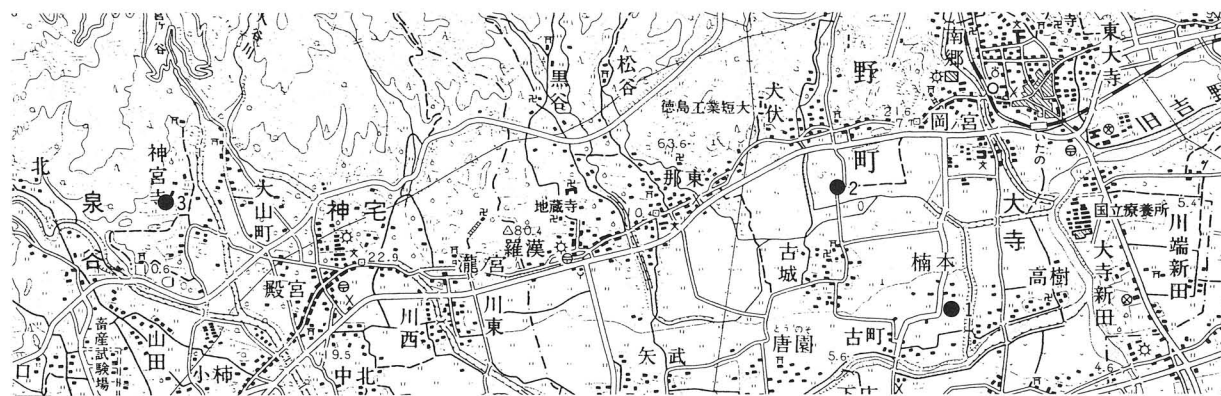 北
泉
谷
神宮寺
3
大山町
神宅
殿宮
22.9
10.6
畜産試験場
山田
口
小柿
19.5
中北
川西
川東
瀧宮
羅漢
△80.4
地蔵寺
黒谷
松谷
那東
63.6
徳島工業短大
犬伏
矢武
古城
唐園
古町
5.6
楠本
1
2
野
町
21.6
岡宮
南郷
寺
東大寺
旧吉野
いたの
大寺
国立療養所
大寺新田
高樹
川端新田
5.4
4.6